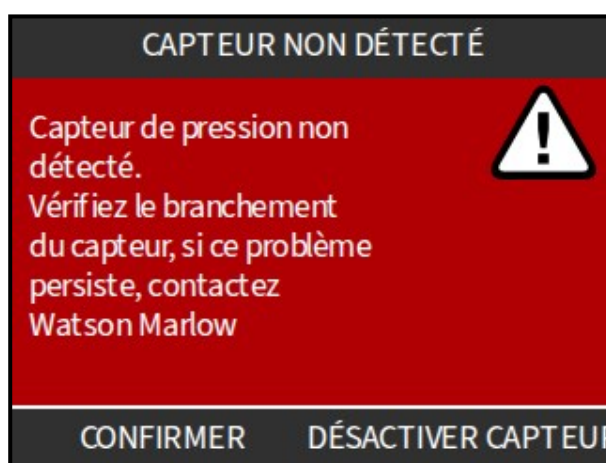 CAPTEUR NON DÉTECTÉ
Capteur de pression non
détecté.
Vérifiez le branchement
du capteur, si ce problème
persiste, contactez
Watson Marlow
!
CONFIRMER DÉSACTIVER CAPTEUR